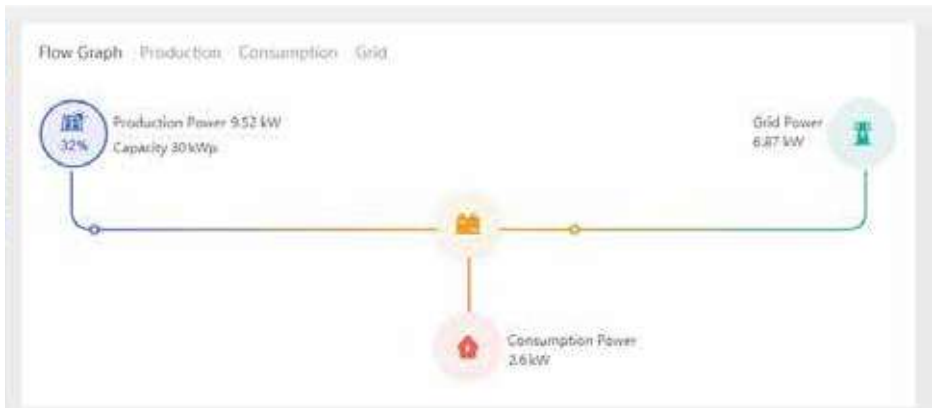 Flow Graph Production Consumption Grid
32%
Production Power 9.52 kW
Capacity 30 kWp
Grid Power
6.87 kW
Consumption Power
2.6 kW